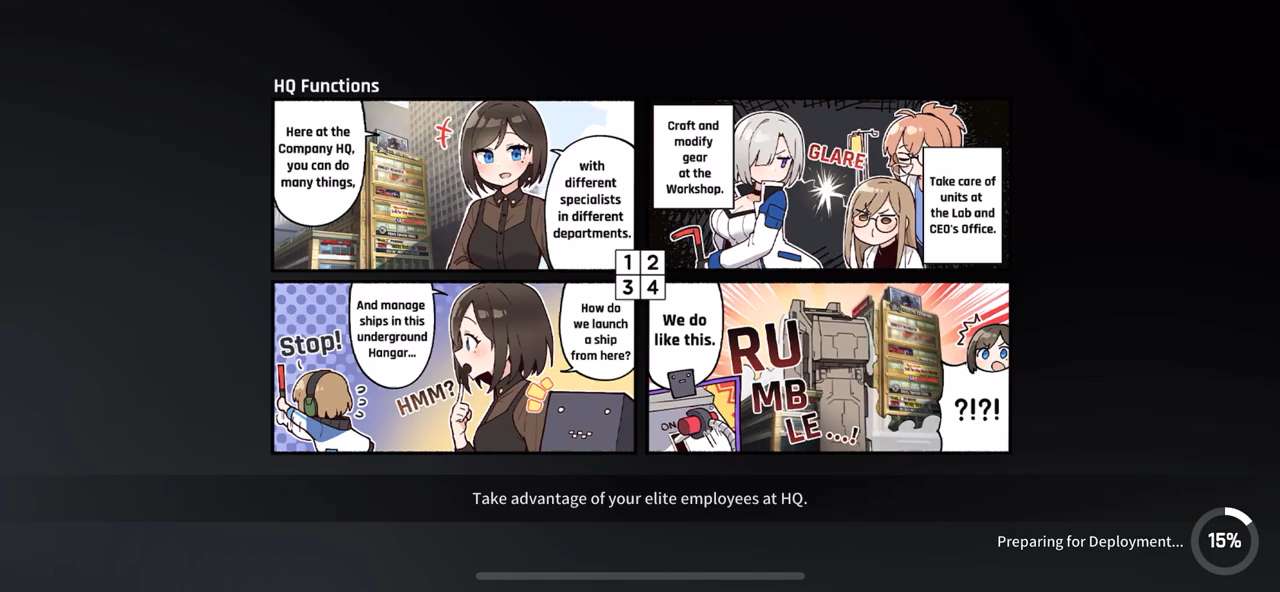 HQ Functions
Here at the
Company HQ,
you can do
many things,
with
different
specialists
in different
departments.
Craft and
modify
gear
at the
Workshop.
GLARE
Take care of
units at
the Lab and
CEO's Office.
1 2
3 4
Stop!
And manage
ships in this
underground
Hangar...
HMM?
How do
we launch
a ship
from here?
We do
like this.
ON
RU
MB
LE...!
?!?!
Take advantage of your elite employees at HQ.
Preparing for Deployment...
15%